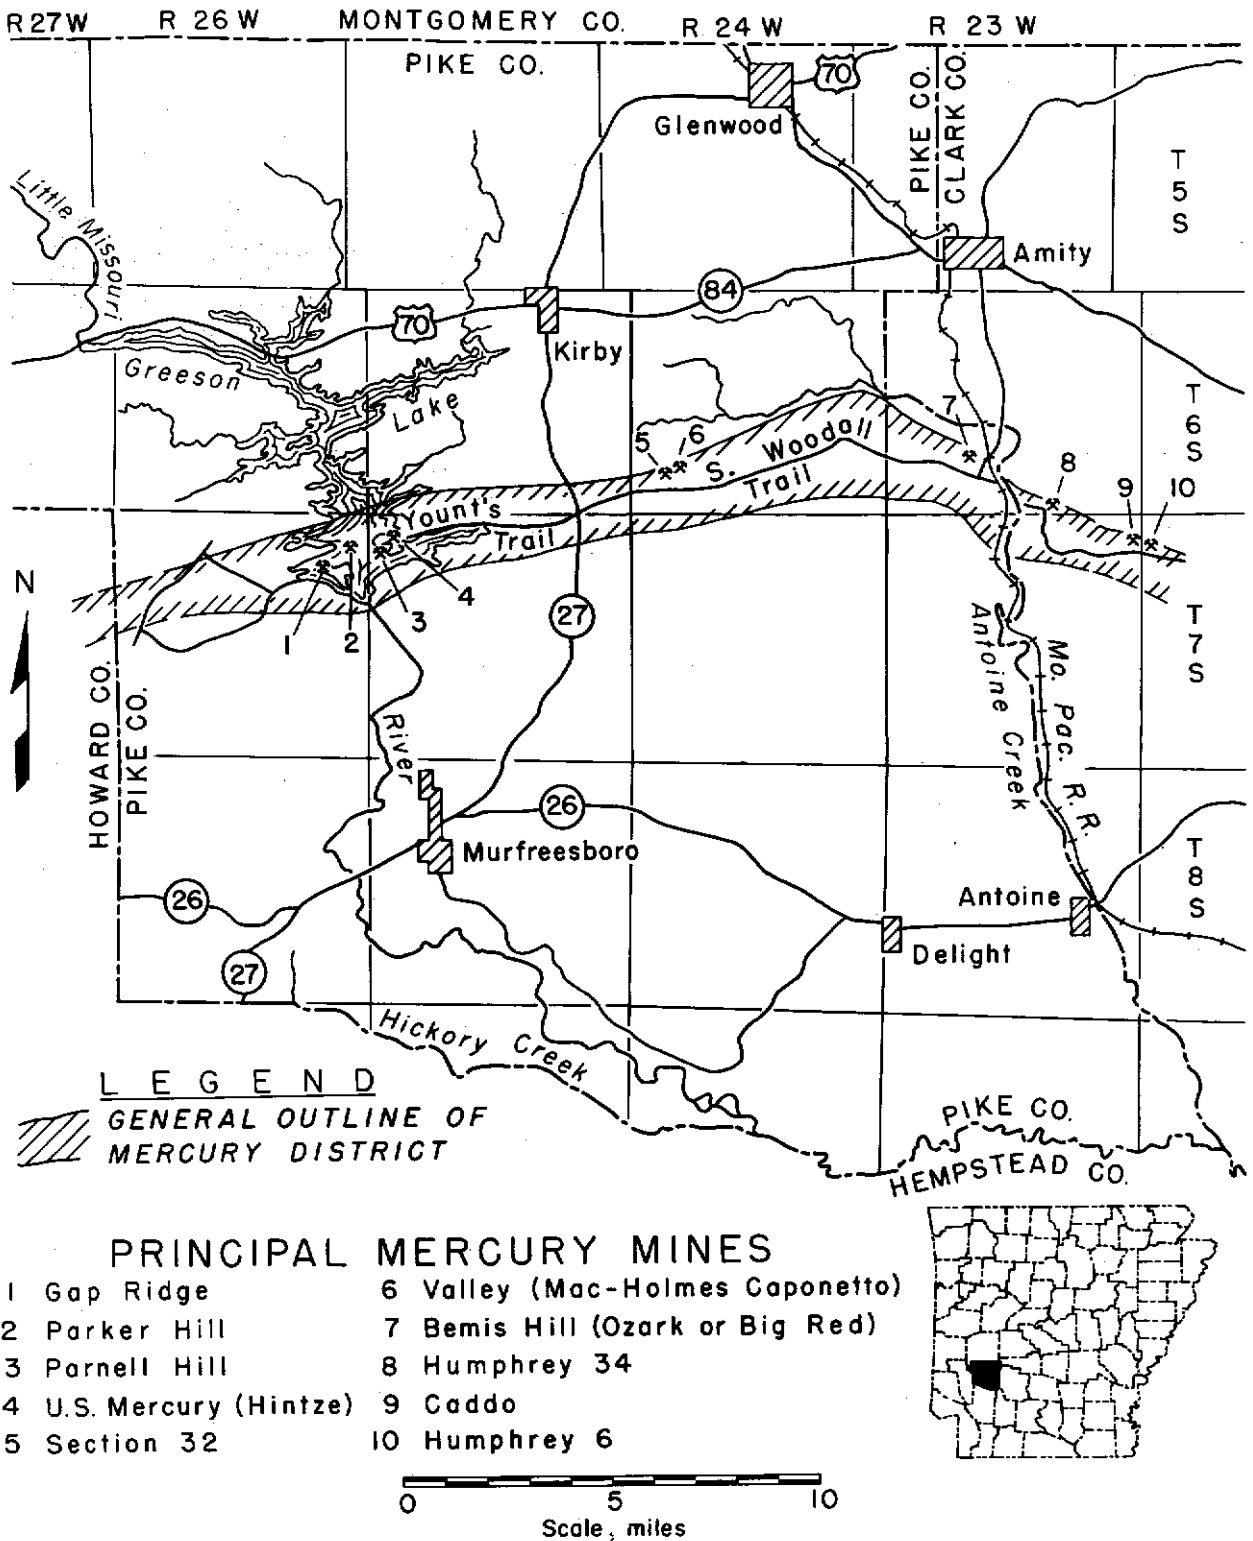 R 27 W R 26 W MONTGOMERY CO. R 24 W R 23 W
PIKE CO.
70
PIKE CO.
CLARK CO.
Glenwood
T
5
S
Little Missouri
Amity
84
70
Kirby
Greeson
Lake
T
6
S
7
5 6
S. Woodall
Trail
8
9 10
Yount's
Trail
N
4
3
1 2
27
T
7
S
Antoine Creek
Mo. Pac. R.R.
HOWARD CO.
PIKE CO.
River
26
Murfreesboro
T
8
S
26
Antoine
Delight
27
Hickory Creek
LEGEND
GENERAL OUTLINE OF
MERCURY DISTRICT
PIKE CO.
HEMPSTEAD CO.
PRINCIPAL MERCURY MINES
1 Gap Ridge
2 Parker Hill
3 Parnell Hill
4 U.S. Mercury (Hintze)
5 Section 32
6 Valley (Mac-Holmes Caponetto)
7 Bemis Hill (Ozark or Big Red)
8 Humphrey 34
9 Caddo
10 Humphrey 6
0 5 10
Scale, miles